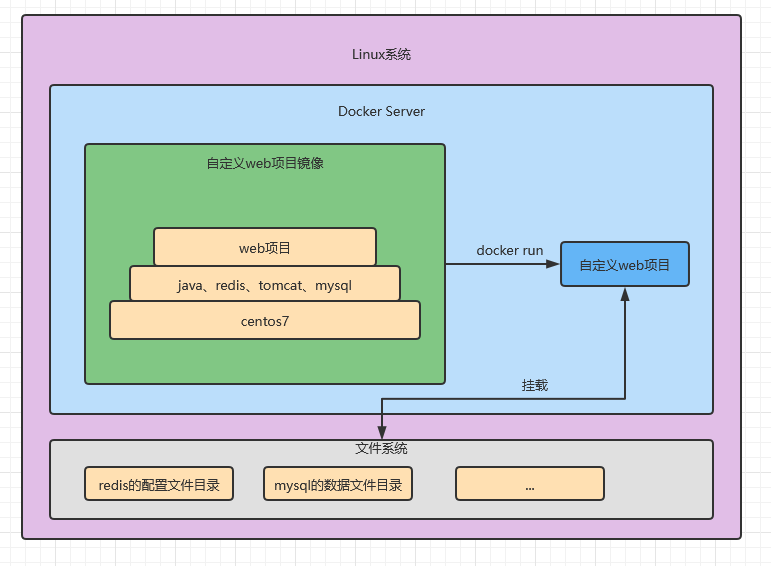 Linux系统
Docker Server
自定义web项目镜像
web项目
java、redis、tomcat、mysql
centos7
docker run
自定义web项目
挂载
文件系统
redis的配置文件目录
mysql的数据文件目录
...